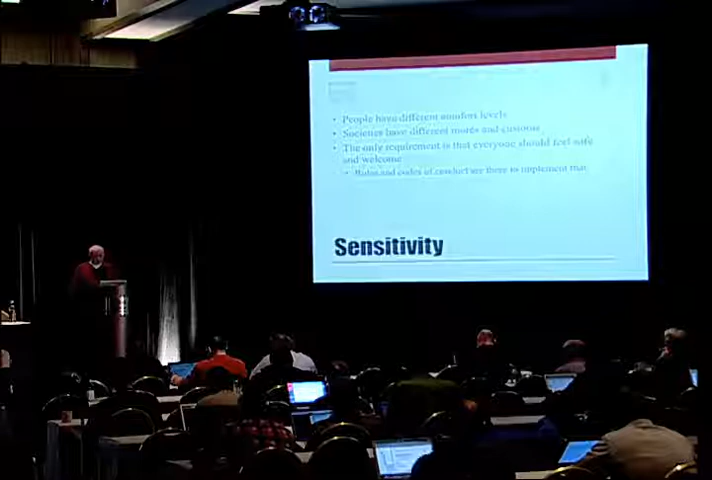 • People have different comfort levels
• Societies have different mores and customs
• The only requirement is that everyone should feel safe
and welcome
• Rules and codes of conduct are there to implement that
Sensitivity